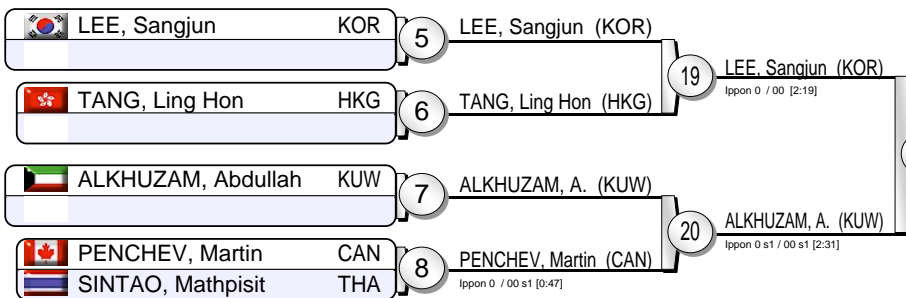 LEE, Sangjun KOR
5
LEE, Sangjun (KOR)
19
LEE, Sangjun (KOR)
Ippon 0 / 00 [2:19]
TANG, Ling Hon HKG
6
TANG, Ling Hon (HKG)
ALKHUZAM, Abdullah KUW
7
ALKHUZAM, A. (KUW)
20
ALKHUZAM, A. (KUW)
Ippon 0 s1 / 00 s1 [2:31]
PENCHEV, Martin CAN
SINTAO, Mathpisit THA
8
PENCHEV, Martin (CAN)
Ippon 0 / 00 s1 [0:47]